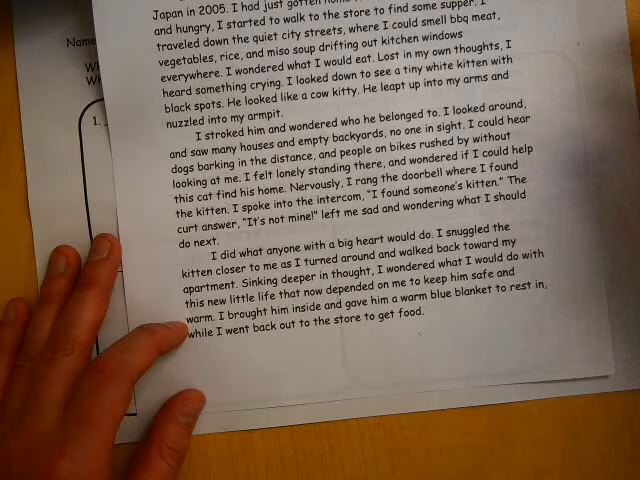 Japan in 2005. I had just gotten home
and hungry, I started to walk to the store to find some supper. I
traveled down the quiet city streets, where I could smell bbq meat,
vegetables, rice, and miso soup drifting out kitchen windows
everywhere. I wondered what I would eat. Lost in my own thoughts, I
heard something crying. I looked down to see a tiny white kitten with
black spots. He looked like a cow kitty. He leapt up into my arms and
nuzzled into my armpit.
I stroked him and wondered who he belonged to. I looked around,
and saw many houses and empty backyards, no one in sight. I could hear
dogs barking in the distance, and people on bikes rushed by without
looking at me. I felt lonely standing there, and wondered if I could help
this cat find his home. Nervously, I rang the doorbell where I found
the kitten. I spoke into the intercom, "I found someone's kitten." The
curt answer, "It's not mine!" left me sad and wondering what I should
do next.
I did what anyone with a big heart would do. I snuggled the
kitten closer to me as I turned around and walked back toward my
apartment. Sinking deeper in thought, I wondered what I would do with
this new little life that now depended on me to keep him safe and
warm. I brought him inside and gave him a warm blue blanket to rest in,
while I went back out to the store to get food.
Name
1.